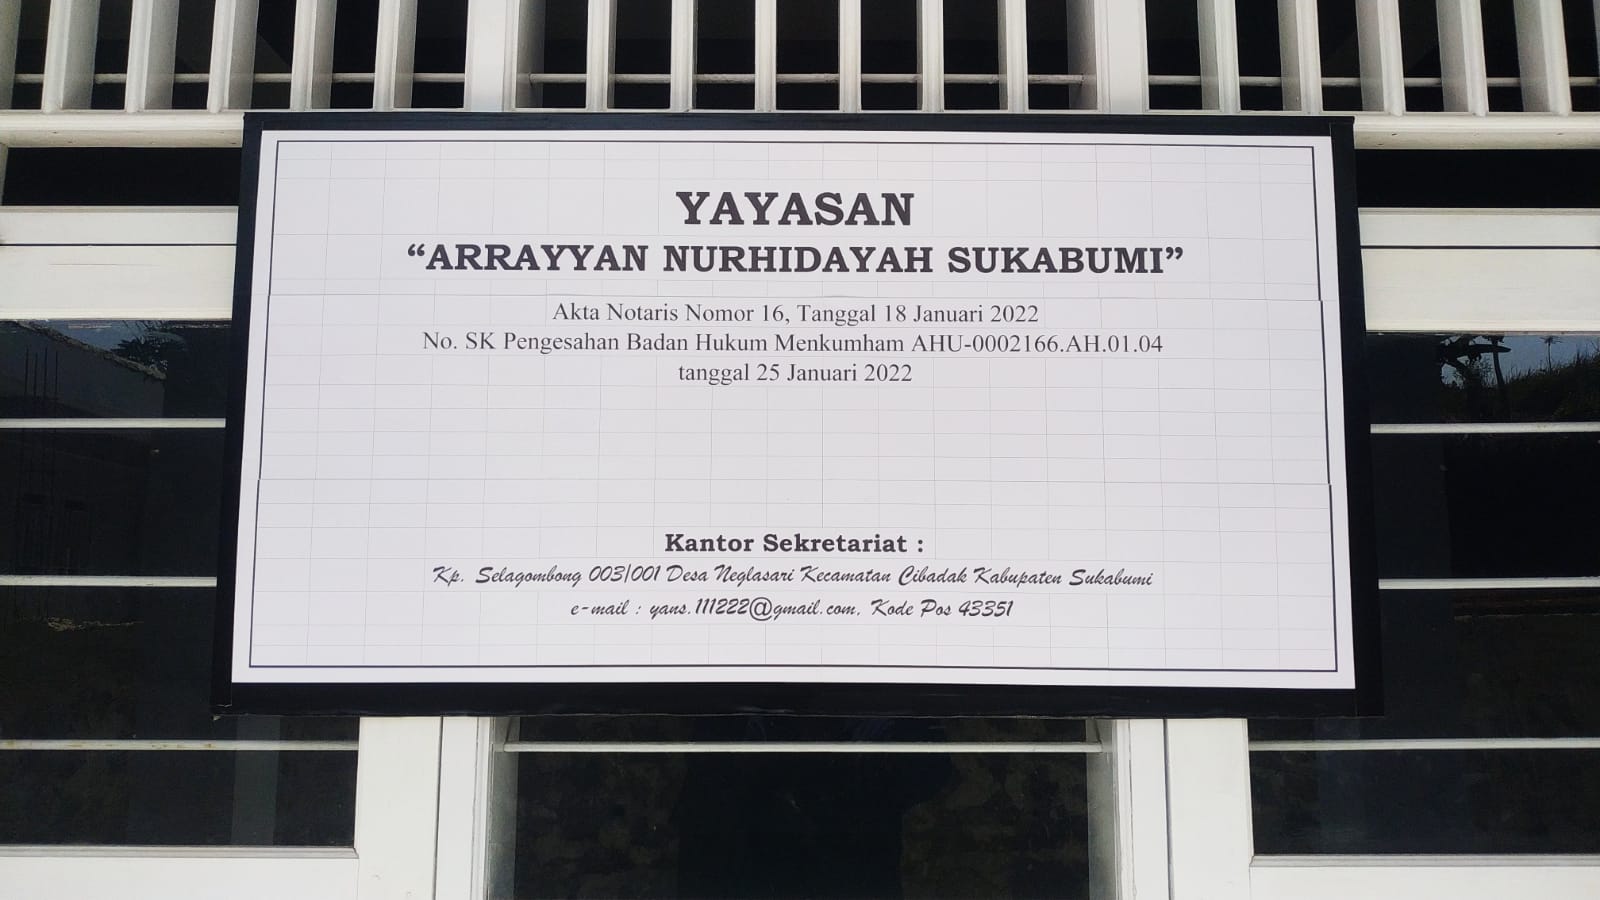 YAYASAN
“ARRAYYAN NURHIDAYAH SUKABUMI”
Akta Notaris Nomor 16, Tanggal 18 Januari 2022
No. SK Pengesahan Badan Hukum Menkumham AHU-0002166.AH.01.04
tanggal 25 Januari 2022
Kantor Sekretariat :
Kp. Selagombong 003/001 Desa Neglasari Kecamatan Cibadak Kabupaten Sukabumi
e-mail : yans.111222@gmail.com, Kode Pos 43351